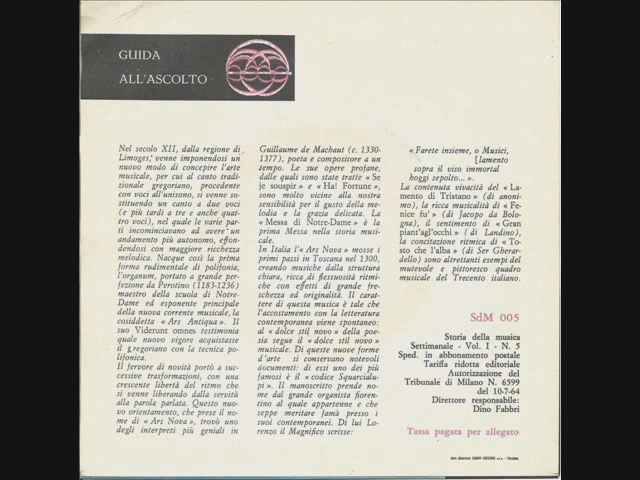 GUIDA
ALL'ASCOLTO
Nel secolo XII, dalla regione di
Limoges, venne imponendosi un
nuovo modo di concepire l'arte
musicale, per cui al canto tradi-
zionale gregoriano, procedente
con voci all'unisono, si venne so-
stituendo un canto a due voci
(e più tardi a tre e anche quat-
tro voci), nel quale le varie par-
ti incominciavano ad avere un
andamento più autonomo, effon-
dendosi con maggiore ricchezza
melodica. Nacque così la prima
forma rudimentale di polifonia,
l'organum, portato a grande per-
fezione da Perotino (1183-1236)
maestro della scuola di Notre-
Dame ed esponente principale
della nuova corrente musicale, la
cosiddetta « Ars Antiqua ». Il
suo Viderunt omnes testimonia
quale nuovo vigore acquistasse
il gregoriano con la tecnica po-
lifonica.
Il fervore di novità portò a suc-
cessive trasformazioni, con una
crescente libertà del ritmo che
si venne liberando dalla servitù
alla parola parlata. Questo nuo-
vo orientamento, che prese il no-
me di « Ars Nova », trovò uno
degli interpreti più geniali in
Guillaume de Machaut (c. 1330-
1377), poeta e compositore a un
tempo. Le sue opere profane,
dalle quali sono state tratte « Se
je souspir » e « Ha! Fortune »,
sono molto vicine alla nostra
sensibilità per il gusto della me-
lodia e la grazia delicata. La
« Messa di Notre-Dame » è la
prima Messa nella storia musi-
cale.
In Italia l'« Ars Nova » mosse i
primi passi in Toscana nel 1300,
creando musiche dalla struttura
chiara, ricca di flessuosità ritmi-
che con effetti di grande fre-
schezza ed originalità. Il carat-
tere di questa musica è tale che
l'accostamento con la letteratura
contemporanea viene spontaneo:
al « dolce stil novo » della poe-
sia segue il « dolce stil novo »
musicale. Di queste nuove forme
d'arte si conservano notevoli
documenti: di essi uno dei più
famosi è il « codice Squarcialu-
pi ». Il manoscritto prende no-
me dal grande organista fioren-
tino al quale appartenne e che
seppe meritare fama presso i
suoi contemporanei. Di lui Lo-
renzo il Magnifico scrisse:
« Farete insieme, o Musici,
[lamento
sopra il viso immortal
hoggi sepolto... ».
La contenuta vivacità del « La-
mento di Tristano » (di anoni-
mo), la ricca musicalità di « Fe-
nice fu' » (di Jacopo da Bolo-
gna), il sentimento di « Gran
piant'agl'occhi » (di Landino),
la concitazione ritmica di « To-
sto che l'alba » (di Ser Gherar-
dello) sono altrettanti esempi del
mutevole e pittoresco quadro
musicale del Trecento italiano.
SdM 005
Storia della musica
Settimanale - Vol. I - N. 5
Sped. in abbonamento postale
Tariffa ridotta editoriale
Autorizzazione del
Tribunale di Milano N. 6599
del 10-7-64
Direttore responsabile:
Dino Fabbri
Tassa pagata per allegato